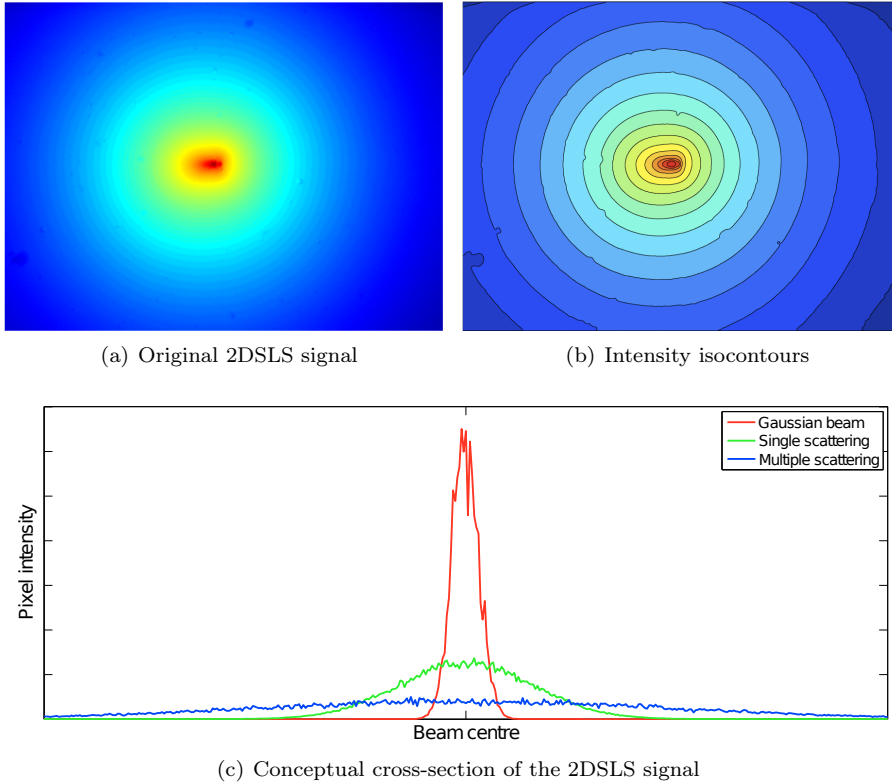 (a) Original 2DSLS signal
(b) Intensity isocontours
Gaussian beam
Single scattering
Multiple scattering
Pixel intensity
Beam centre
(c) Conceptual cross-section of the 2DSLS signal